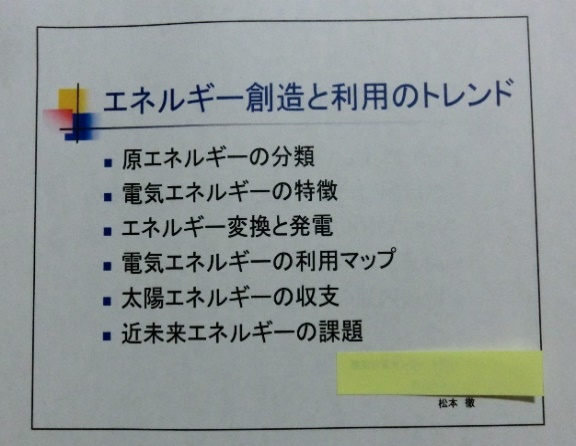 エネルギー創造と利用のトレンド
原エネルギーの分類
電気エネルギーの特徴
エネルギー変換と発電
電気エネルギーの利用マップ
太陽エネルギーの収支
近未来エネルギーの課題
松本 徹